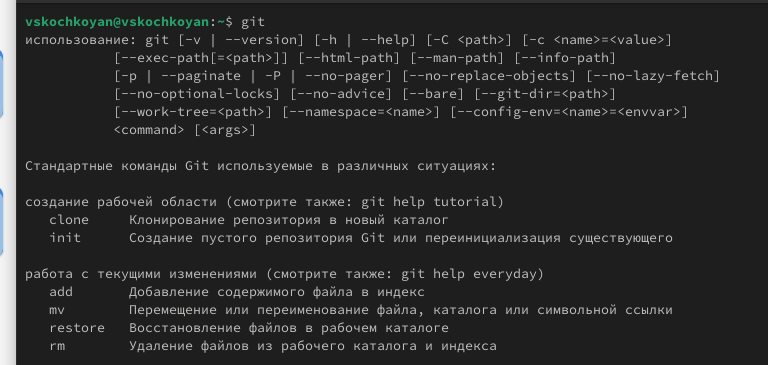 vskochkoyan@vskochkoyan:~$ git
использование: git [-v | --version] [-h | --help] [-C <path>] [-c <name>=<value>]
[--exec-path[=<path>]] [--html-path] [--man-path] [--info-path]
[-p | --paginate | -P | --no-pager] [--no-replace-objects] [--no-lazy-fetch]
[--no-optional-locks] [--no-advice] [--bare] [--git-dir=<path>]
[--work-tree=<path>] [--namespace=<name>] [--config-env=<name>=<envvar>]
<command> [<args>]
Стандартные команды Git используемые в различных ситуациях:
создание рабочей области (смотрите также: git help tutorial)
clone Клонирование репозитория в новый каталог
init Создание пустого репозитория Git или переинициализация существующего
работа с текущими изменениями (смотрите также: git help everyday)
add Добавление содержимого файла в индекс
mv Перемещение или переименование файла, каталога или символьной ссылки
restore Восстановление файлов в рабочем каталоге
rm Удаление файлов из рабочего каталога и индекса